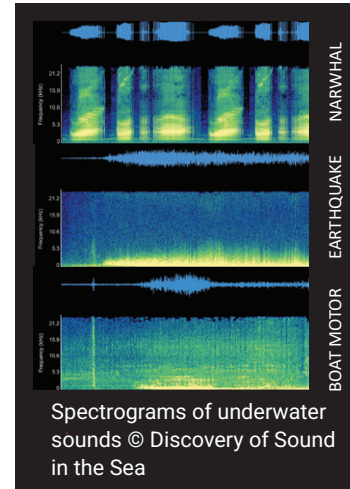 NARWHAL
Frequency (kHz)
21.2
15.9
10.6
5.3
0
EARTHQUAKE
Frequency (kHz)
21.2
15.9
10.6
5.3
0
BOAT MOTOR
Frequency (kHz)
21.2
15.9
10.6
5.3
0
Spectrograms of underwater
sounds © Discovery of Sound
in the Sea